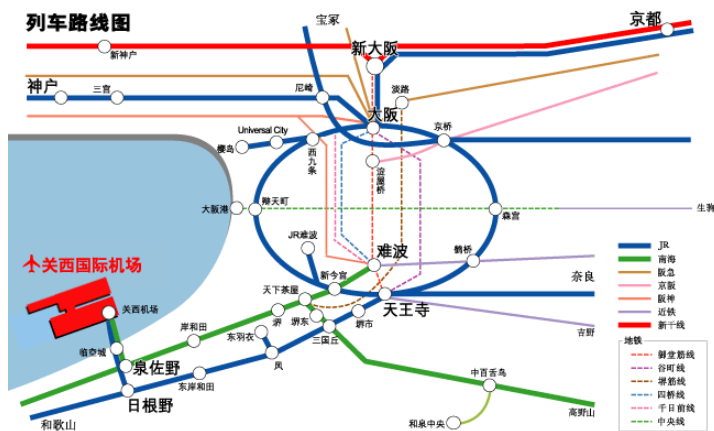 列车路线图
宝冢
京都
新神户
新大阪
神户
三宫
尼崎
淡路
大阪
Universal City
樱岛
西九条
京桥
淀屋桥
大阪港
辩天町
森宫
生驹
JR难波
难波
鹤桥
关西国际机场
新今宫
奈良
天下茶屋
天王寺
关西机场
堺
堺东
堺市
吉野
岸和田
东羽衣
三国丘
临空城
泉佐野
凤
东岸和田
中百舌鸟
日根野
和歌山
和泉中央
高野山
JR
南海
阪急
京阪
阪神
近铁
新干线
地铁
御堂筋线
谷町线
堺筋线
四桥线
千日前线
中央线